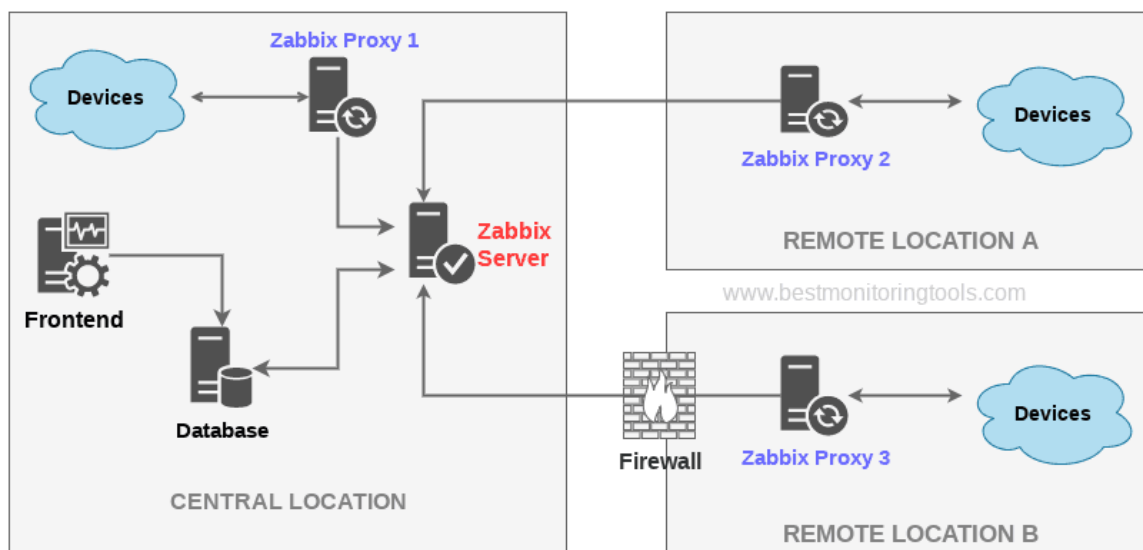 Zabbix Proxy 1
Devices
Zabbix
Server
Frontend
Database
CENTRAL LOCATION
Zabbix Proxy 2
Devices
REMOTE LOCATION A
www.bestmonitoringtools.com
Firewall
Zabbix Proxy 3
Devices
REMOTE LOCATION B